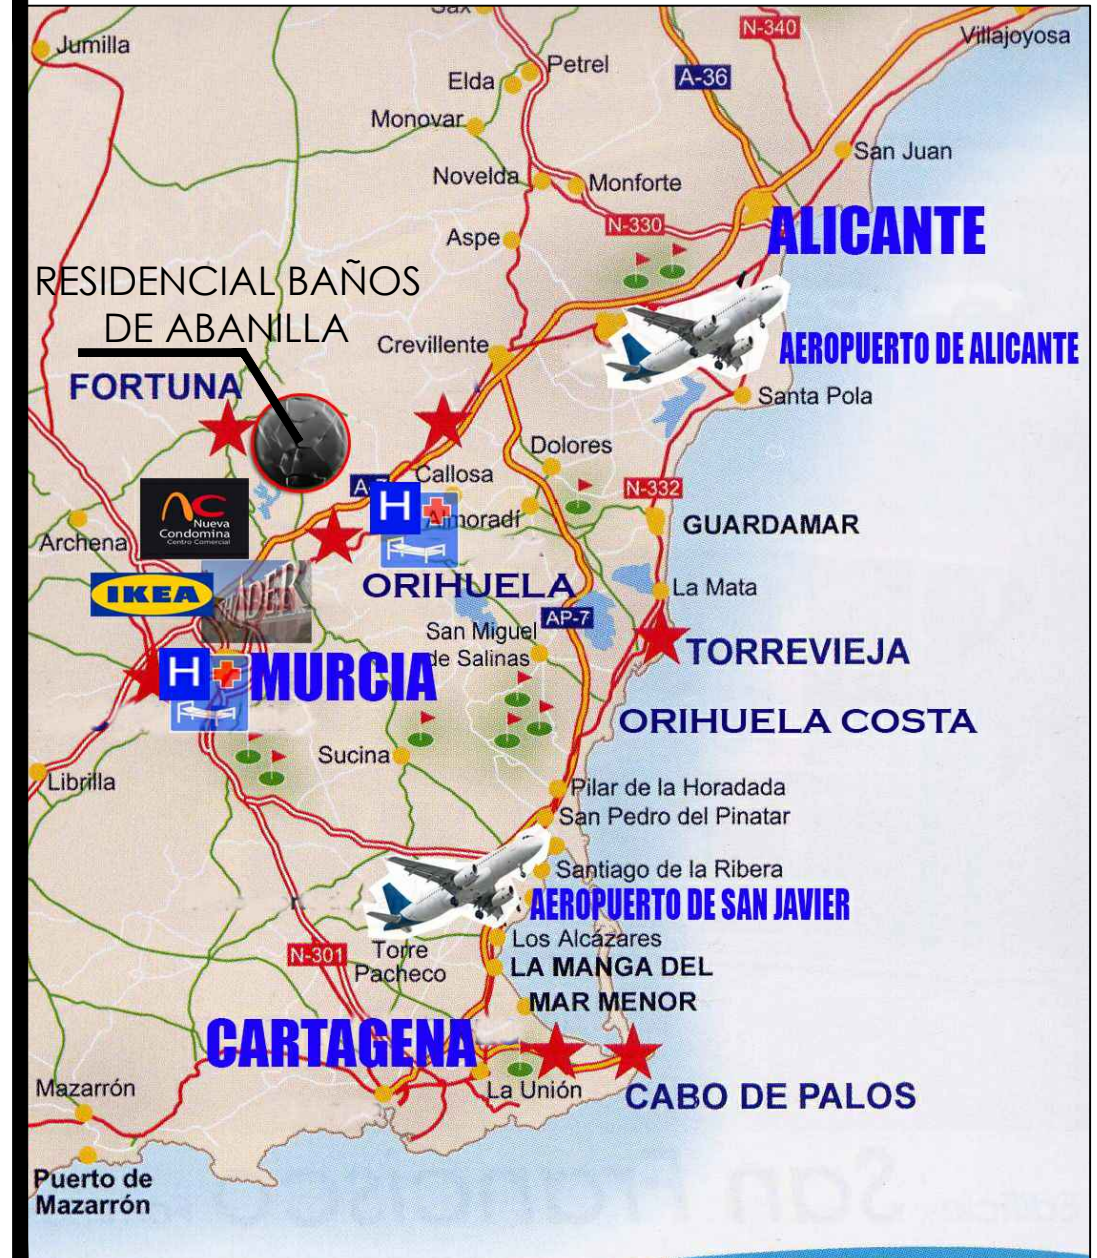 Sax
N-340
Villajoyosa
Jumilla
Petrel
Elda
A-36
Monovar
San Juan
Novelda
Monforte
N-330
ALICANTE
Aspe
RESIDENCIAL BAÑOS
DE ABANILLA
Crevillente
AEROPUERTO DE ALICANTE
FORTUNA
Santa Pola
Dolores
Callosa
N-332
H
Almoradí
Nueva
Condomina
Centro Comercial
GUARDAMAR
Archena
IKEA
ORIHUELA
La Mata
AP-7
San Miguel
de Salinas
TORREVIEJA
H
MURCIA
ORIHUELA COSTA
Sucina
Librilla
Pilar de la Horadada
San Pedro del Pinatar
Santiago de la Ribera
AEROPUERTO DE SAN JAVIER
Los Alcázares
N-301
Torre
Pacheco
LA MANGA DEL
MAR MENOR
CARTAGENA
La Unión
CABO DE PALOS
Mazarrón
Puerto de
Mazarrón